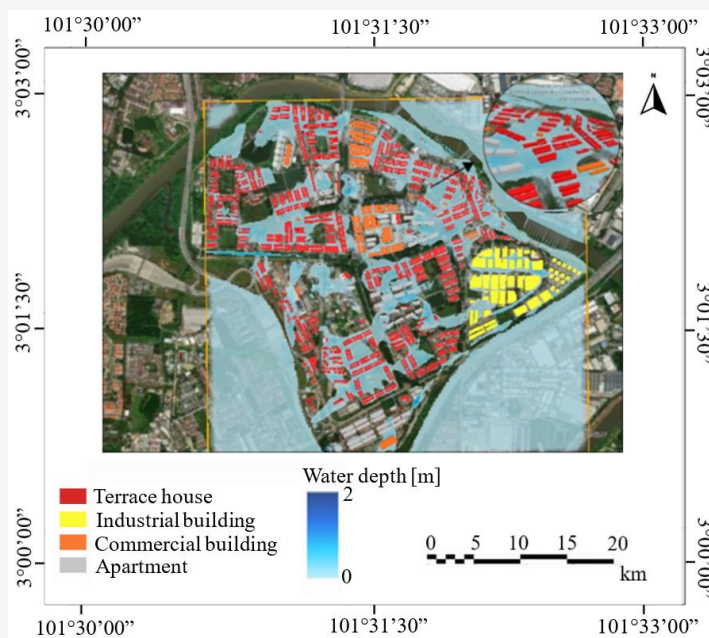 101°30’00” 101°31’30” 101°33’00”
3°03’00”
3°03’00”
N
3°01’30”
3°01’30”
Water depth [m]
2
0
Terrace house
Industrial building
Commercial building
Apartment
0 5 10 15 20
km
3°00’00”
3°00’00”
101°30’00” 101°31’30” 101°33’00”